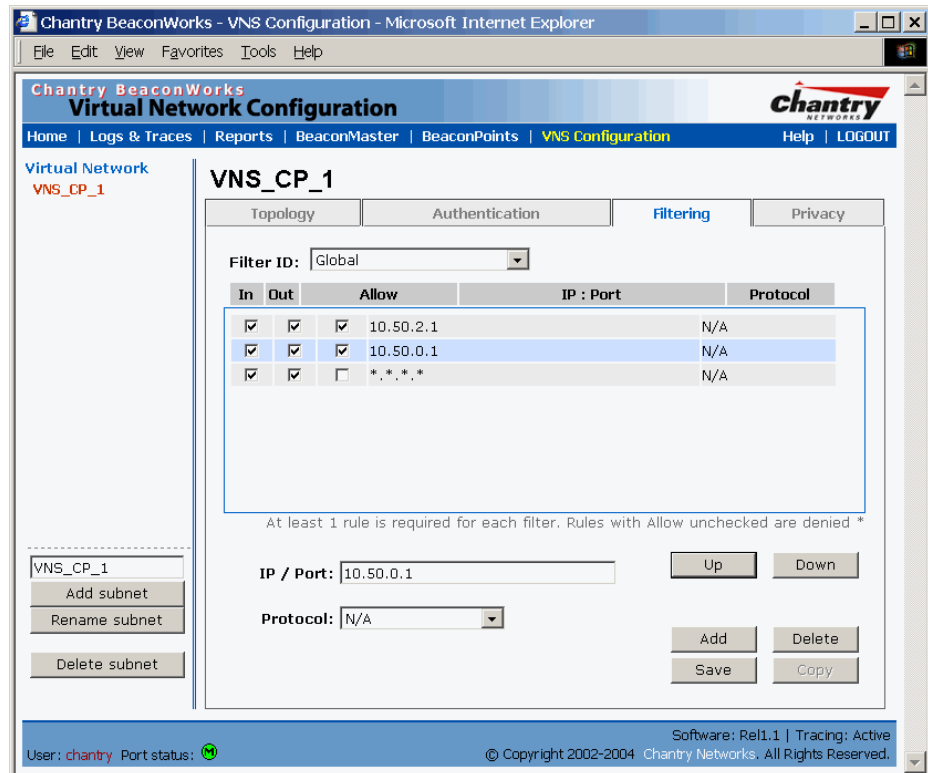 Chantry BeaconWorks - VNS Configuration - Microsoft Internet Explorer
File Edit View Favorites Tools Help
Chantry BeaconWorks
Virtual Network Configuration
chantry
NETWORKS
Home | Logs & Traces | Reports | BeaconMaster | BeaconPoints | VNS Configuration Help | LOGOUT
Virtual Network
VNS_CP_1
VNS_CP_1
Topology Authentication Filtering Privacy
Filter ID: Global
In Out Allow IP : Port Protocol
10.50.2.1 N/A
10.50.0.1 N/A
*.*.*.* N/A
At least 1 rule is required for each filter. Rules with Allow unchecked are denied *
VNS_CP_1
Add subnet
Rename subnet
Delete subnet
IP / Port: 10.50.0.1
Up Down
Protocol: N/A
Add Delete
Save Copy
Software: Rel1.1 | Tracing: Active
User: chantry Port status: M
© Copyright 2002-2004 Chantry Networks. All Rights Reserved.